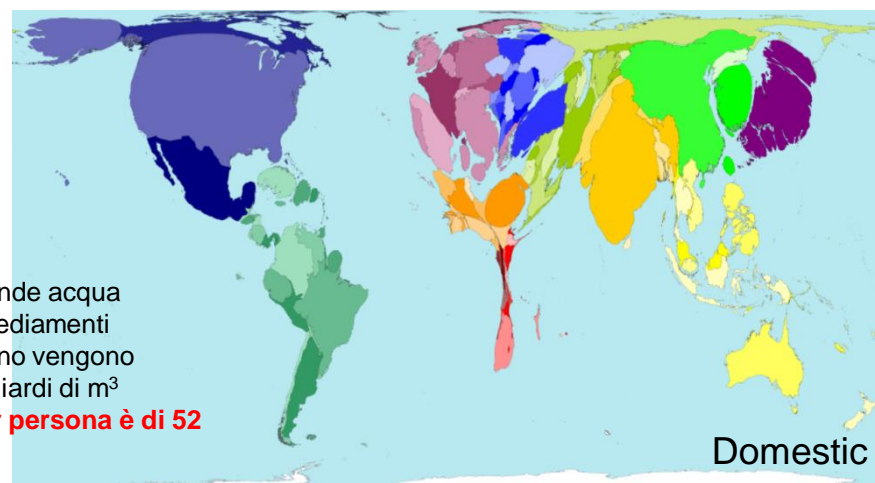 nde acqua
ediamenti
no vengono
iardi di m³
persona è di 52
Domestic